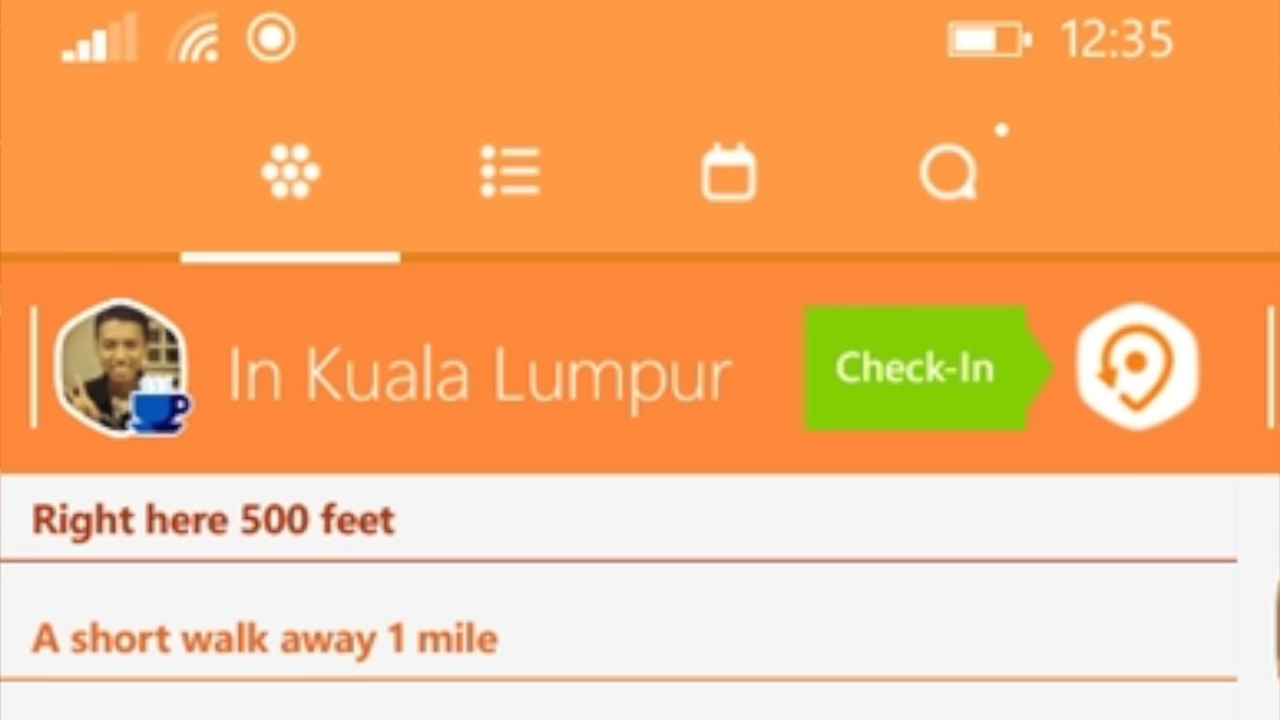 12:35
In Kuala Lumpur
Check-In
Right here 500 feet
A short walk away 1 mile